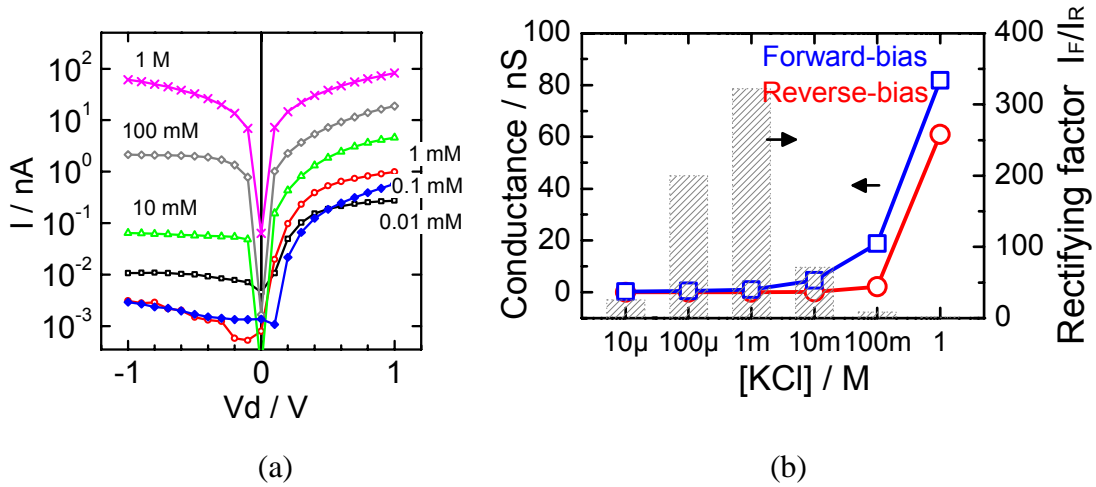 I / nA
10²
10¹
10⁰
10⁻¹
10⁻²
10⁻³
1 M
100 mM
10 mM
1 mM
0.1 mM
0.01 mM
-1 0 1
Vd / V
(a)
Conductance / nS
100
80
60
40
20
0
Forward-bias
Reverse-bias
400
300
200
100
0
Rectifying factor I_F/I_R
10μ 100μ 1m 10m 100m 1
[KCl] / M
(b)